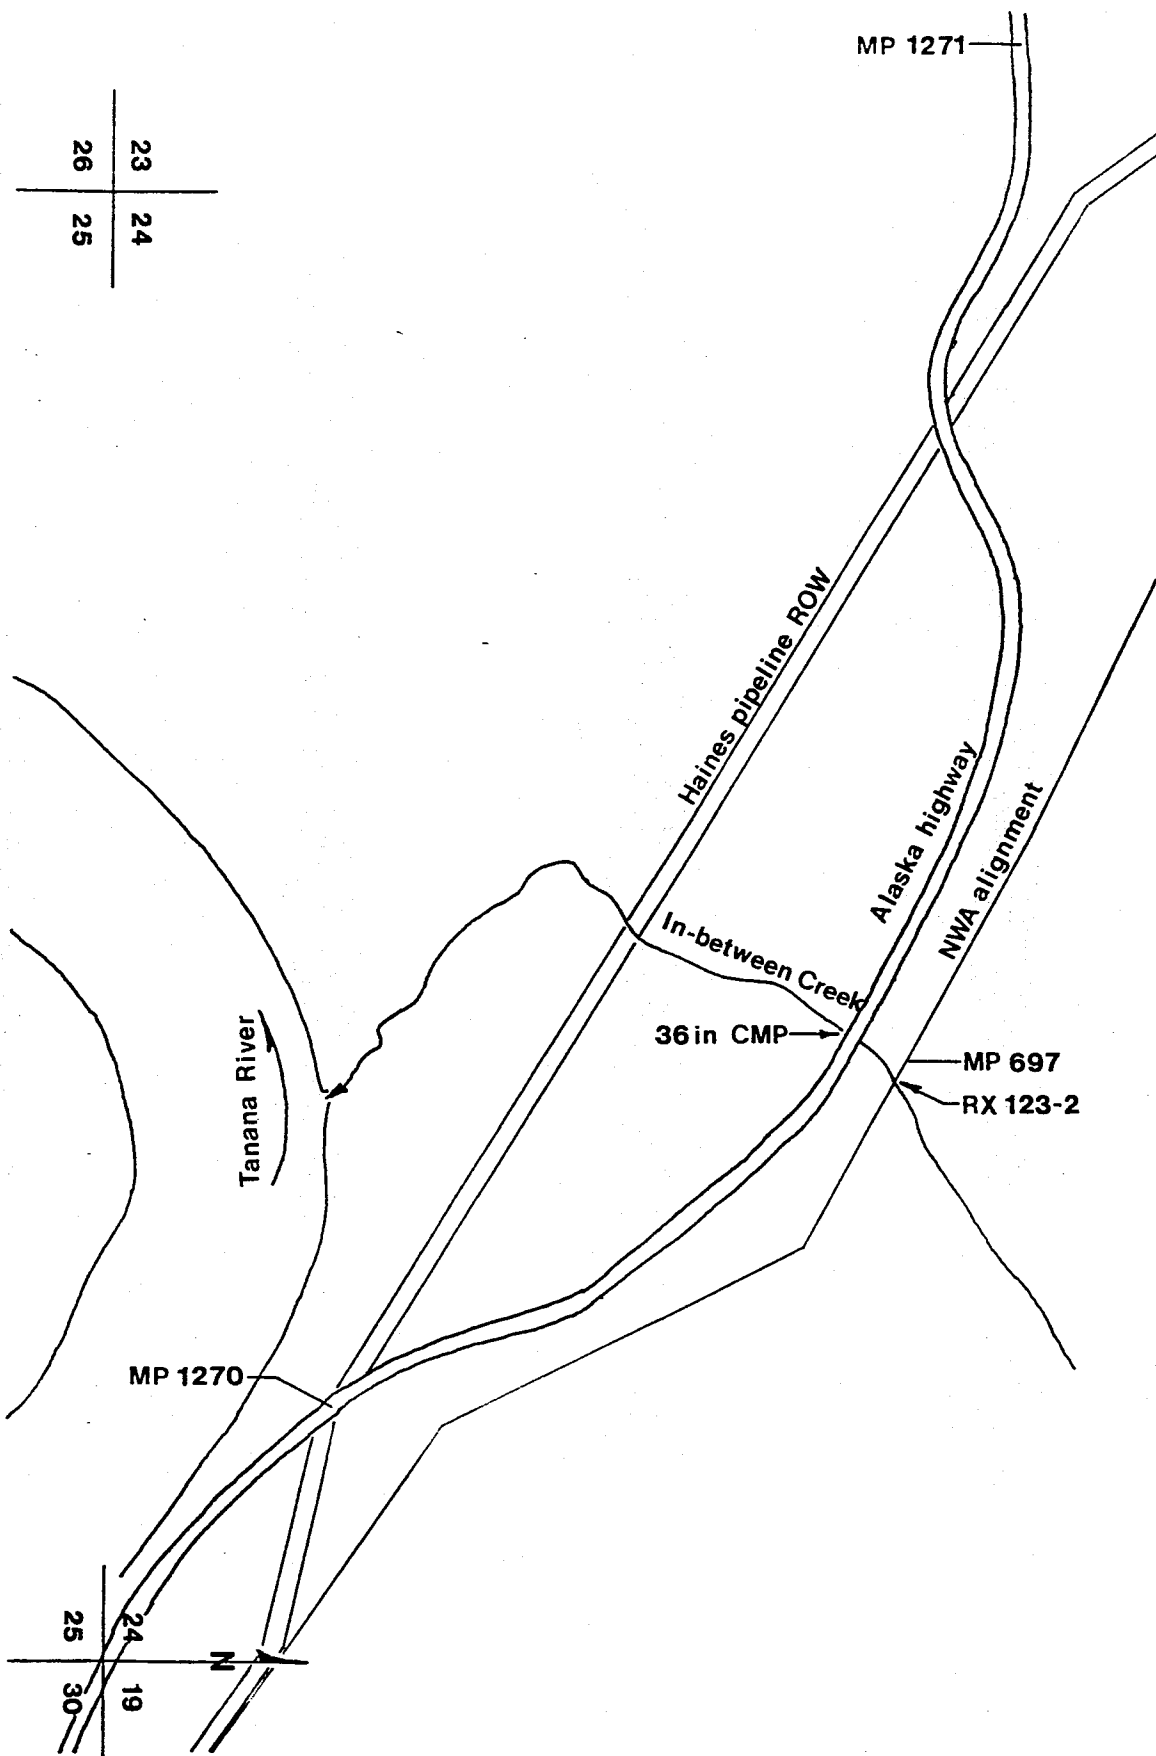 MP 1271
23
26
24
25
Haines pipeline ROW
Alaska highway
NWA alignment
In-between Creek
36 in CMP
MP 697
RX 123-2
Tanana River
MP 1270
25
24
N
30
19